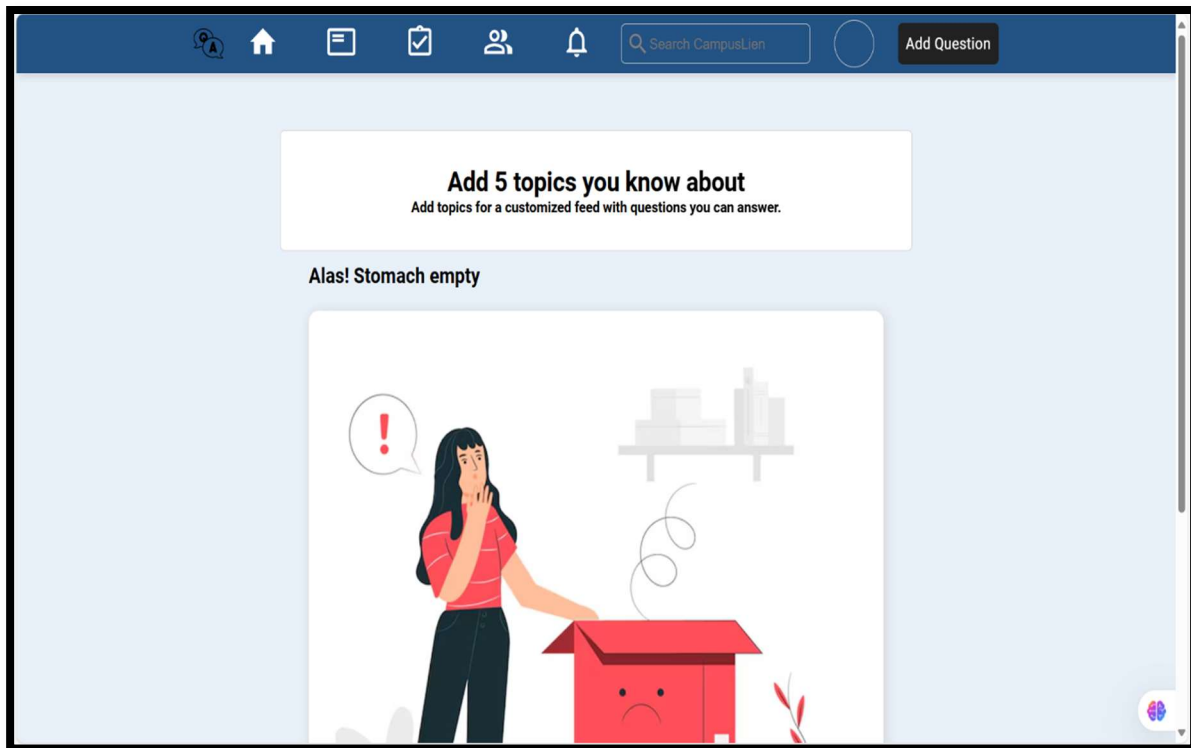 Q
A
Search CampusLien
Add Question
Add 5 topics you know about
Add topics for a customized feed with questions you can answer.
Alas! Stomach empty
!